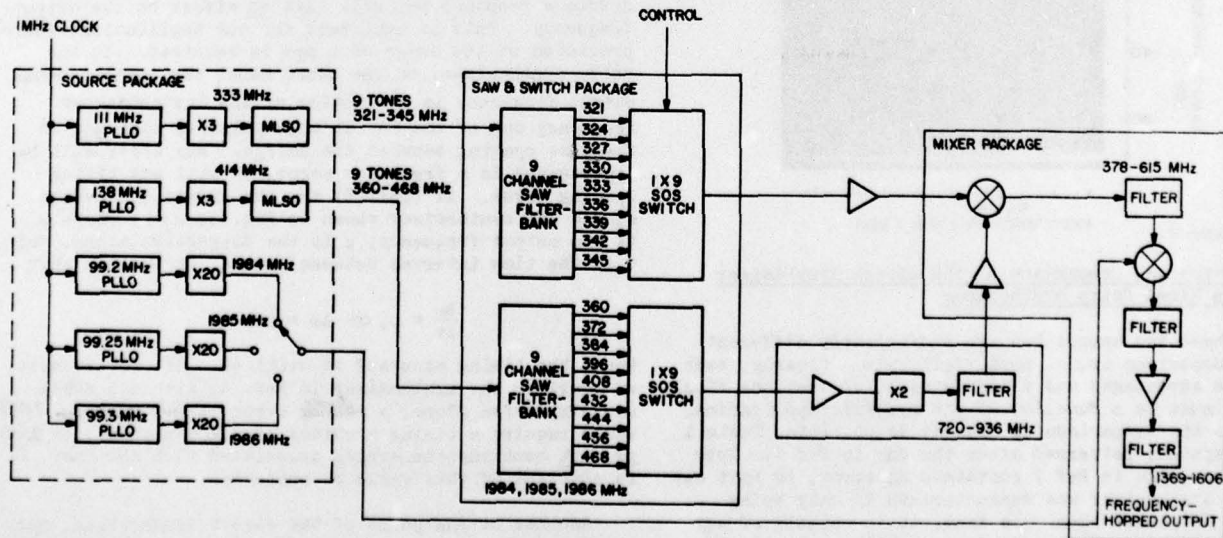 CONTROL
1MHz CLOCK
SOURCE PACKAGE
333 MHz
111 MHz
PLLO
X3
MLSO
9 TONES
321-345 MHz
414 MHz
138 MHz
PLLO
X3
MLSO
9 TONES
360-468 MHz
99.2 MHz
PLLO
X20
1984 MHz
99.25 MHz
PLLO
X20
1985 MHz
99.3 MHz
PLLO
X20
1986 MHz
SAW & SWITCH PACKAGE
9
CHANNEL
SAW
FILTER-
BANK
321
324
327
330
333
336
339
342
345
1 X 9
SOS
SWITCH
9
CHANNEL
SAW
FILTER-
BANK
360
372
384
396
408
432
444
456
468
1 X 9
SOS
SWITCH
1984, 1985, 1986 MHz
MIXER PACKAGE
378-615 MHz
FILTER
X2
FILTER
720-936 MHz
FILTER
FILTER
1369-1606
FREQUENCY-
HOPPED OUTPUT